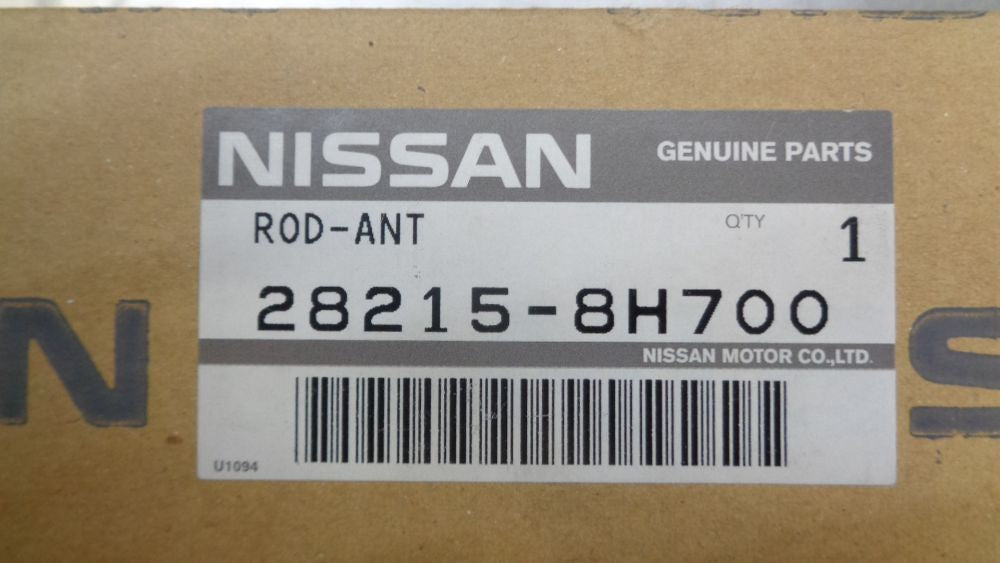 NISSAN GENUINE PARTS
ROD-ANT Q'TY 1
28215-8H700
NISSAN MOTOR CO.,LTD.
U1094
N S